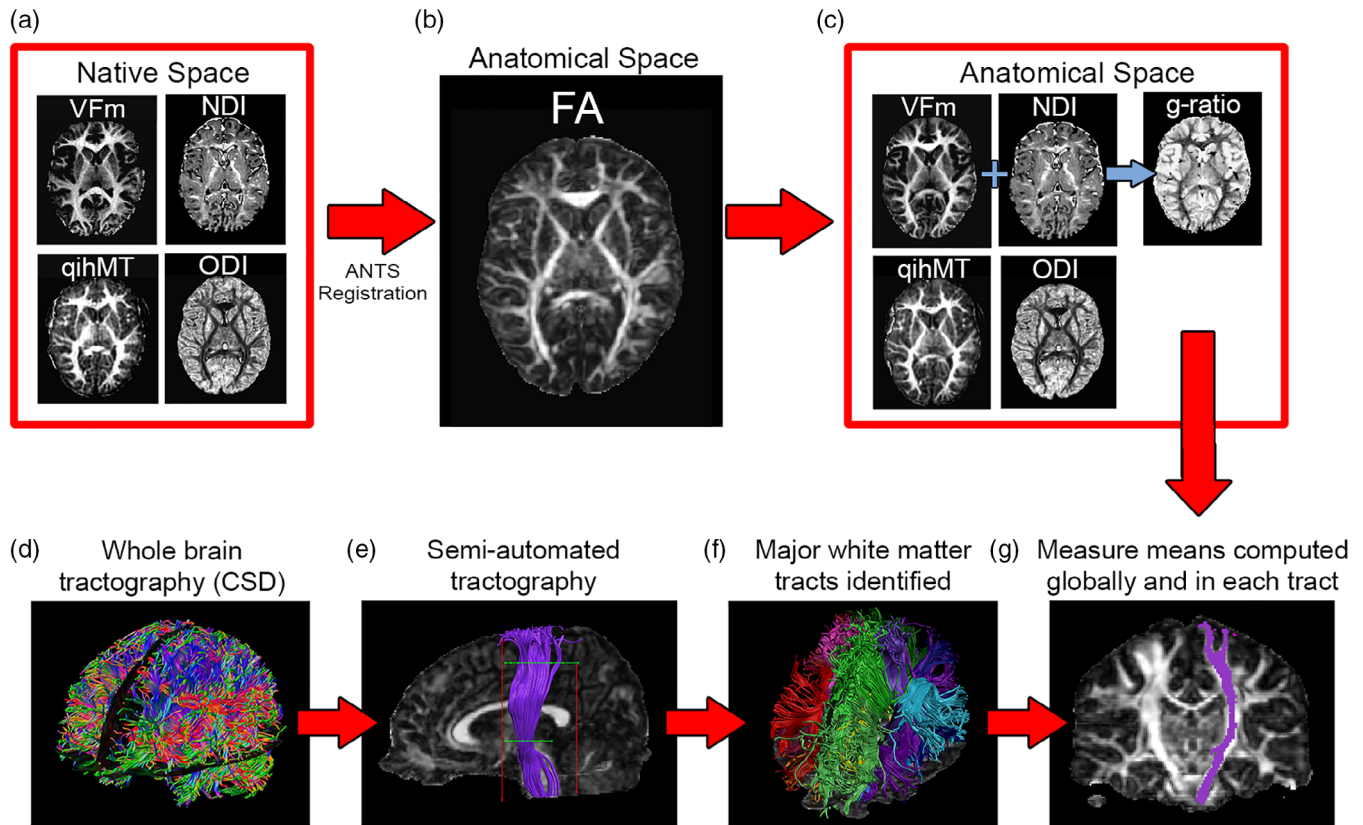 (a)
Native Space
VFm
NDI
qihMT
ODI
ANTS
Registration
(b)
Anatomical Space
FA
(c)
Anatomical Space
VFm
NDI
g-ratio
+
qihMT
ODI
(d)
Whole brain
tractography (CSD)
(e)
Semi-automated
tractography
(f)
Major white matter
tracts identified
(g)
Measure means computed
globally and in each tract